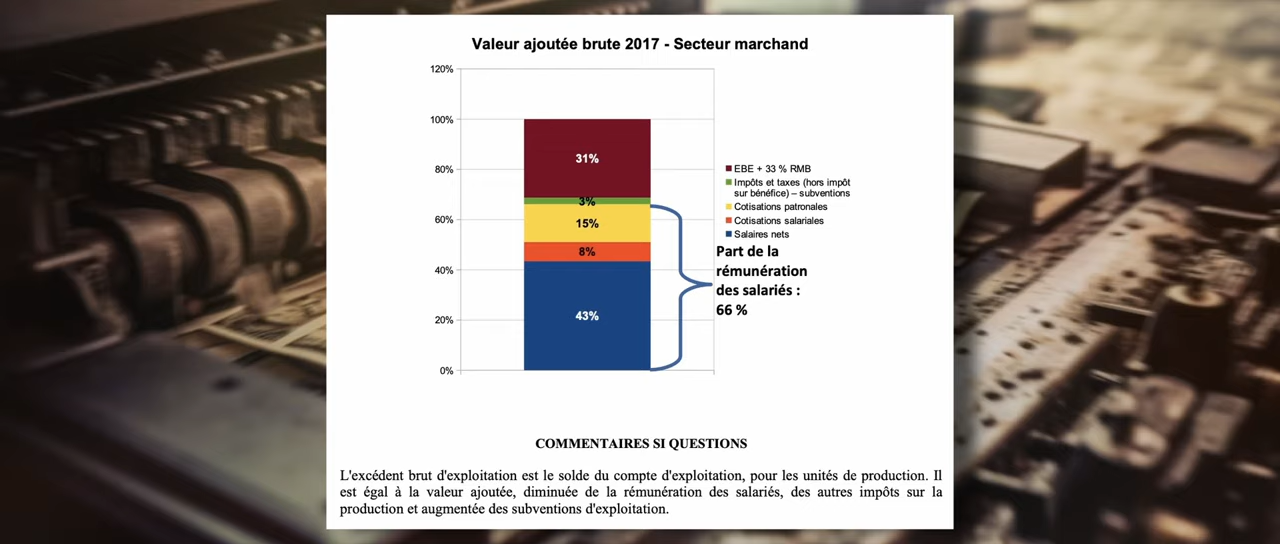 Valeur ajoutée brute 2017 - Secteur marchand
120%
100%
80%
60%
40%
20%
0%
31%
3%
15%
8%
43%
EBE + 33 % RMB
Impôts et taxes (hors impôt
sur bénéfice) – subventions
Cotisations patronales
Cotisations salariales
Salaires nets
Part de la
rémunération
des salariés :
66 %
COMMENTAIRES SI QUESTIONS
L'excédent brut d'exploitation est le solde du compte d'exploitation, pour les unités de production. Il
est égal à la valeur ajoutée, diminuée de la rémunération des salariés, des autres impôts sur la
production et augmentée des subventions d'exploitation.